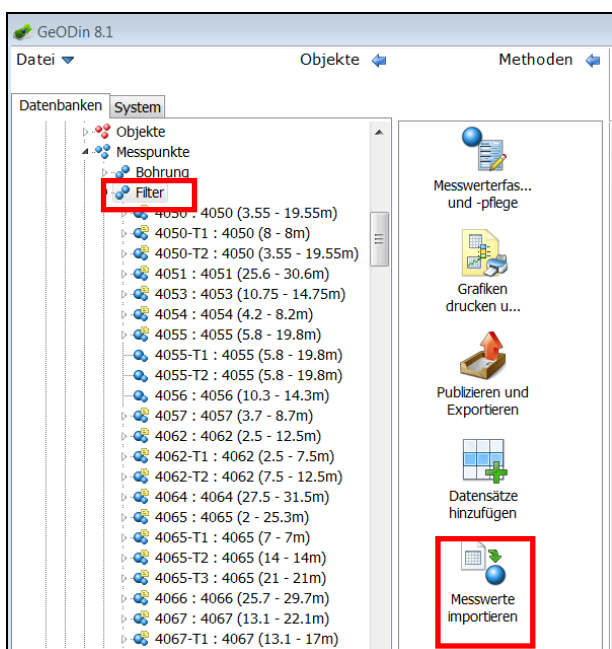 GeODin 8.1
Datei
Objekte
Methoden
Datenbanken
System
Objekte
Messpunkte
Bohrung
Filter
4050 : 4050 (3.55 - 19.55m)
4050-T1 : 4050 (8 - 8m)
4050-T2 : 4050 (3.55 - 19.55m)
4051 : 4051 (25.6 - 30.6m)
4053 : 4053 (10.75 - 14.75m)
4054 : 4054 (4.2 - 8.2m)
4055 : 4055 (5.8 - 19.8m)
4055-T1 : 4055 (5.8 - 19.8m)
4055-T2 : 4055 (5.8 - 19.8m)
4056 : 4056 (10.3 - 14.3m)
4057 : 4057 (3.7 - 8.7m)
4062 : 4062 (2.5 - 12.5m)
4062-T1 : 4062 (2.5 - 7.5m)
4062-T2 : 4062 (7.5 - 12.5m)
4064 : 4064 (27.5 - 31.5m)
4065 : 4065 (2 - 25.3m)
4065-T1 : 4065 (7 - 7m)
4065-T2 : 4065 (14 - 14m)
4065-T3 : 4065 (21 - 21m)
4066 : 4066 (25.7 - 29.7m)
4067 : 4067 (13.1 - 22.1m)
4067-T1 : 4067 (13.1 - 17m)
Messwerterfas...
und -pflege
Grafiken
drucken u...
Publizieren und
Exportieren
Datensätze
hinzufügen
Messwerte
importieren